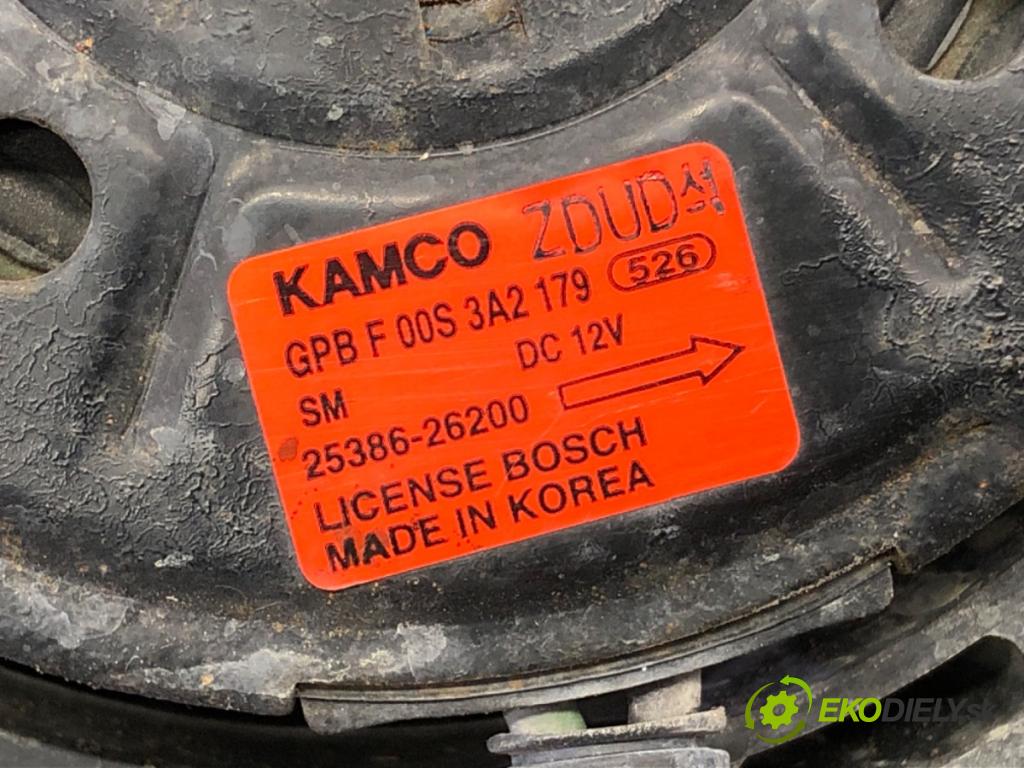 KAMCO ZDUD석
GPB F 00S 3A2 179 526
SM DC 12V
25386-26200
LICENSE BOSCH
MADE IN KOREA
EKODIELY.sk